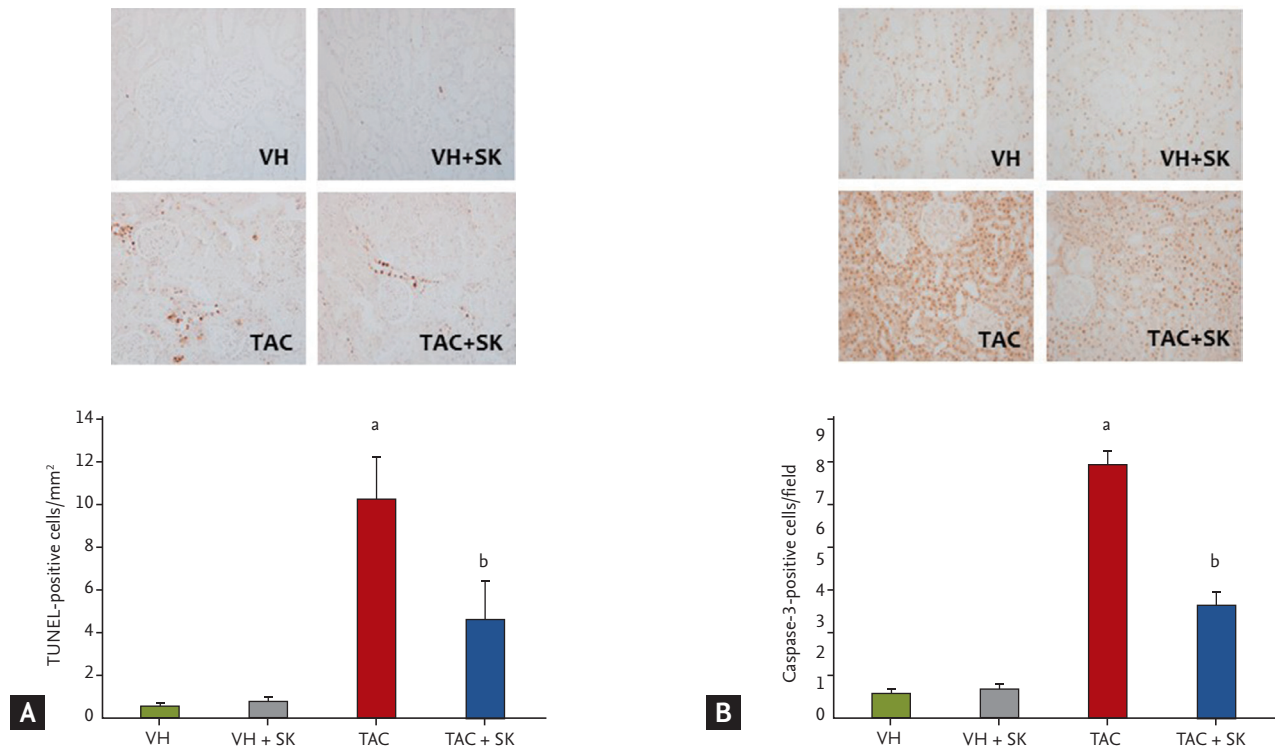 VH
VH+SK
TAC
TAC+SK
TUNEL-positive cells/mm²
14
12
10
8
6
4
2
0
a
b
VH
VH + SK
TAC
TAC + SK
A
VH
VH+SK
TAC
TAC+SK
Caspase-3-positive cells/field
9
8
7
6
5
4
3
2
1
0
a
b
VH
VH + SK
TAC
TAC + SK
B